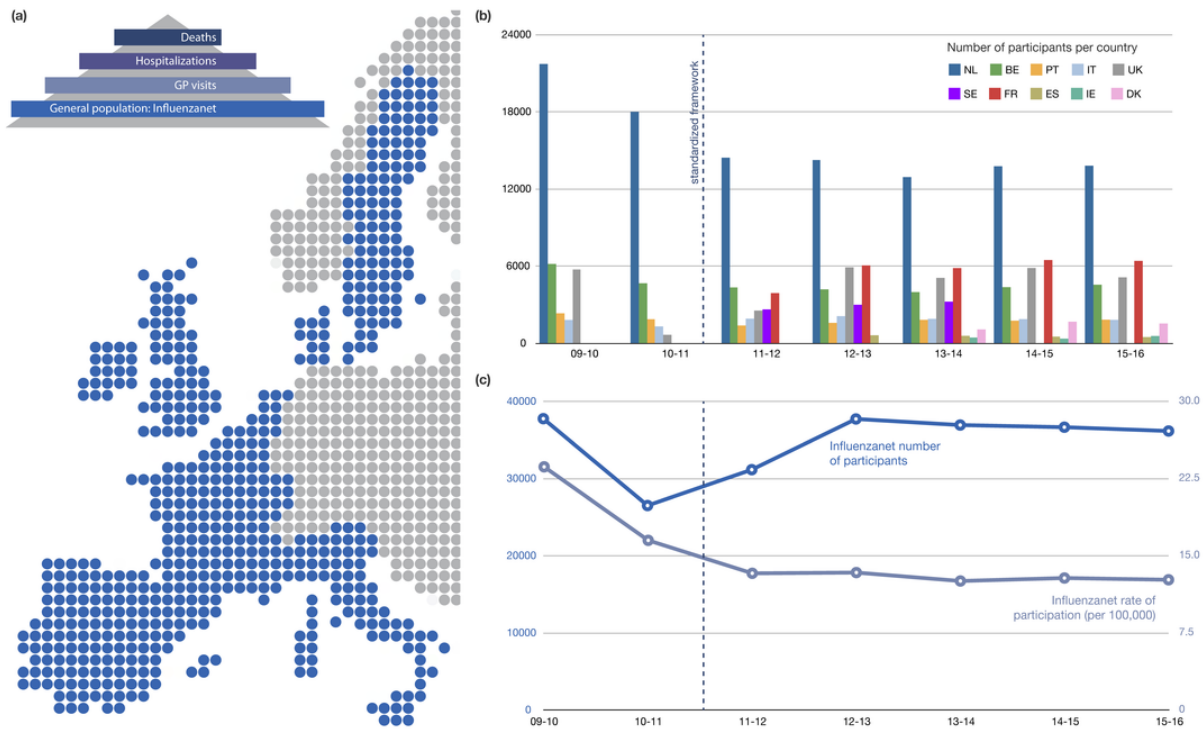 (a)
Deaths
Hospitalizations
GP visits
General population: Influenzanet
(b)
24000
18000
12000
6000
0
standardized framework
Number of participants per country
NL BE PT IT UK
SE FR ES IE DK
09-10 10-11 11-12 12-13 13-14 14-15 15-16
(c)
40000 30.0
30000 22.5
20000 15.0
10000 7.5
0 0
Influenzanet number
of participants
Influenzanet rate of
participation (per 100,000)
09-10 10-11 11-12 12-13 13-14 14-15 15-16